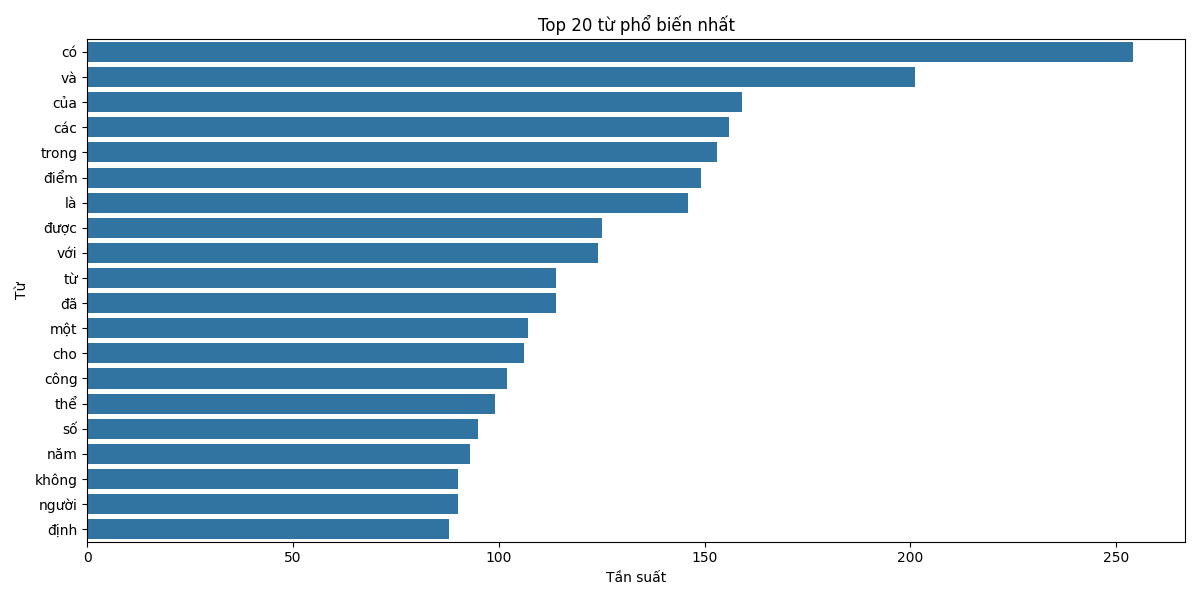 Top 20 từ phổ biến nhất
có
và
của
các
trong
điểm
là
được
với
từ
đã
một
cho
công
thể
số
năm
không
người
định
Từ
0 50 100 150 200 250
Tần suất